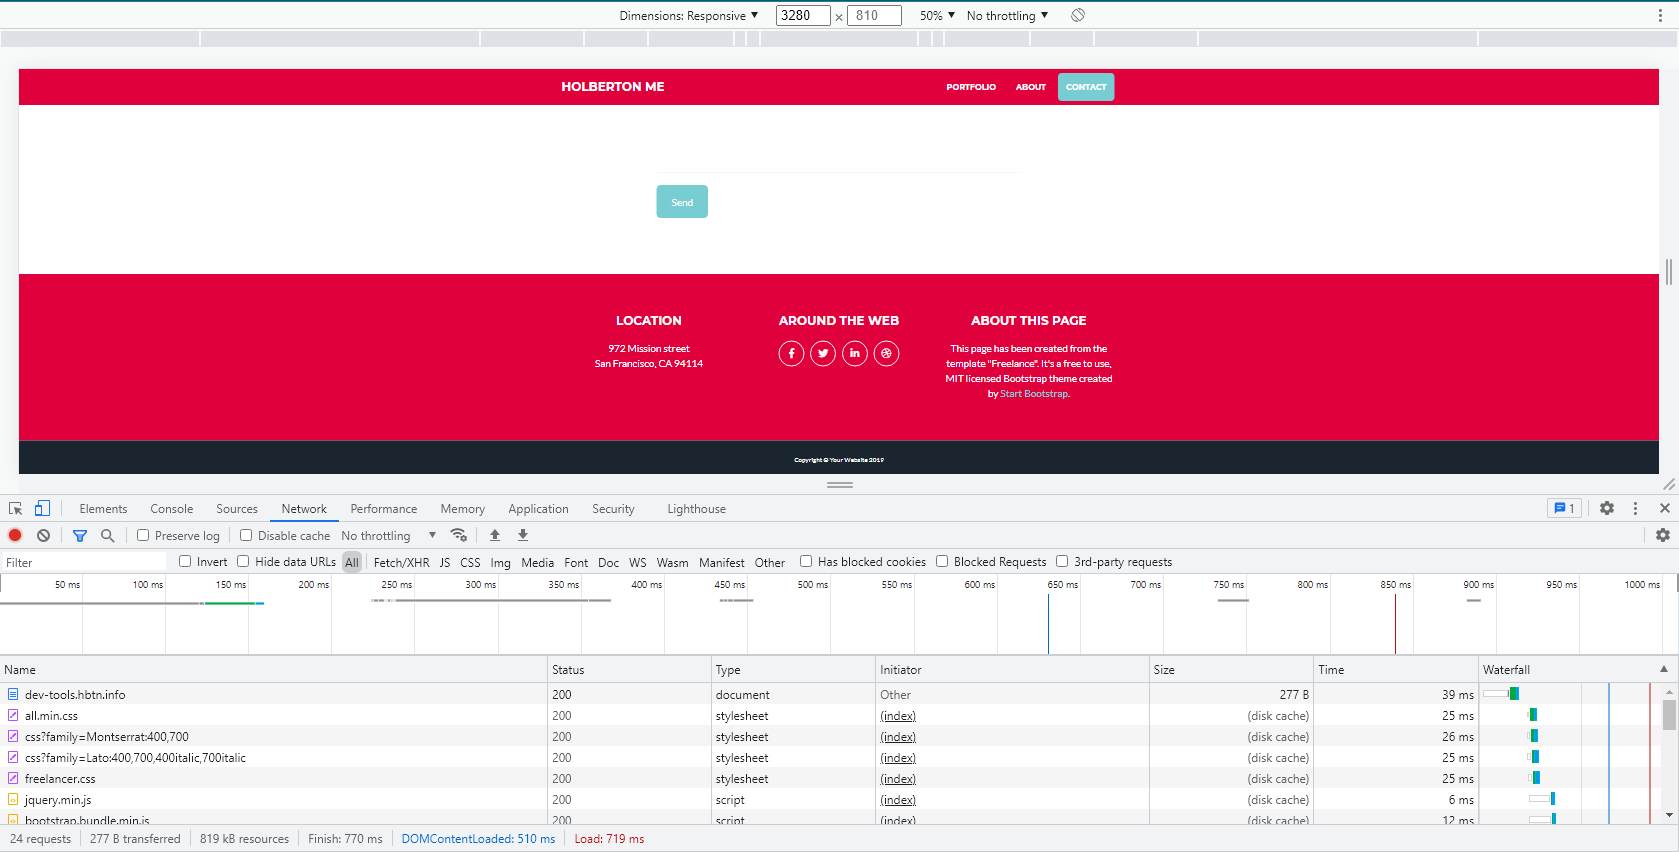 Dimensions: Responsive ▼ 3280 × 810 50% ▼ No throttling ▼
HOLBERTON ME PORTFOLIO ABOUT CONTACT
Send
LOCATION
972 Mission street
San Francisco, CA 94114
AROUND THE WEB
ABOUT THIS PAGE
This page has been created from the
template "Freelance". It's a free to use,
MIT licensed Bootstrap theme created
by Start Bootstrap.
Copyright © Your Website 2019
Elements Console Sources Network Performance Memory Application Security Lighthouse 1
Preserve log Disable cache No throttling ▼
Filter Invert Hide data URLs All Fetch/XHR JS CSS Img Media Font Doc WS Wasm Manifest Other Has blocked cookies Blocked Requests 3rd-party requests
50 ms 100 ms 150 ms 200 ms 250 ms 300 ms 350 ms 400 ms 450 ms 500 ms 550 ms 600 ms 650 ms 700 ms 750 ms 800 ms 850 ms 900 ms 950 ms 1000 ms
Name Status Type Initiator Size Time Waterfall
dev-tools.hbtn.info 200 document Other 277 B 39 ms
all.min.css 200 stylesheet (index) (disk cache) 25 ms
css?family=Montserrat:400,700 200 stylesheet (index) (disk cache) 26 ms
css?family=Lato:400,700,400italic,700italic 200 stylesheet (index) (disk cache) 25 ms
freelancer.css 200 stylesheet (index) (disk cache) 25 ms
jquery.min.js 200 script (index) (disk cache) 6 ms
bootstrap.bundle.min.js 200 script (index) (disk cache) 12 ms
24 requests 277 B transferred 819 kB resources Finish: 770 ms DOMContentLoaded: 510 ms Load: 719 ms